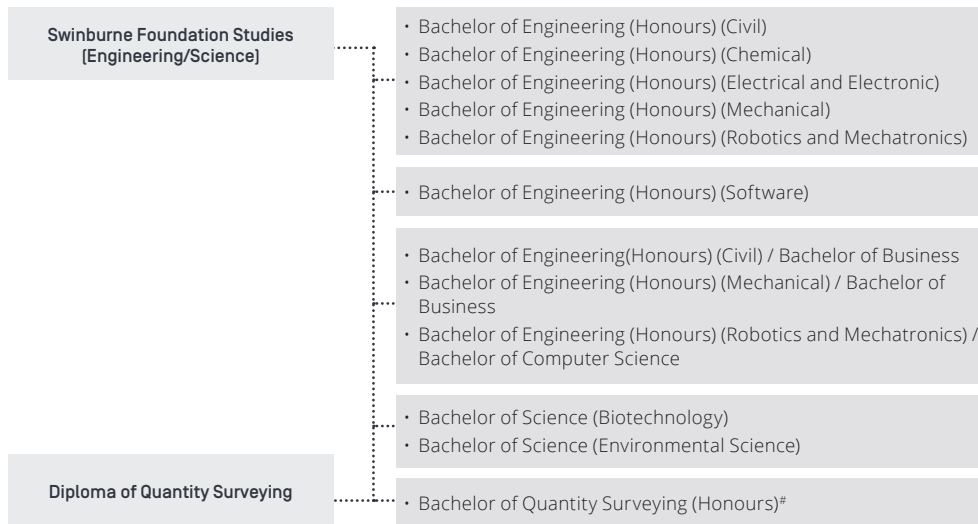 Swinburne Foundation Studies
(Engineering/Science)
• Bachelor of Engineering (Honours) (Civil)
• Bachelor of Engineering (Honours) (Chemical)
• Bachelor of Engineering (Honours) (Electrical and Electronic)
• Bachelor of Engineering (Honours) (Mechanical)
• Bachelor of Engineering (Honours) (Robotics and Mechatronics)
• Bachelor of Engineering (Honours) (Software)
• Bachelor of Engineering(Honours) (Civil) / Bachelor of Business
• Bachelor of Engineering (Honours) (Mechanical) / Bachelor of
Business
• Bachelor of Engineering (Honours) (Robotics and Mechatronics) /
Bachelor of Computer Science
• Bachelor of Science (Biotechnology)
• Bachelor of Science (Environmental Science)
Diploma of Quantity Surveying
• Bachelor of Quantity Surveying (Honours)#